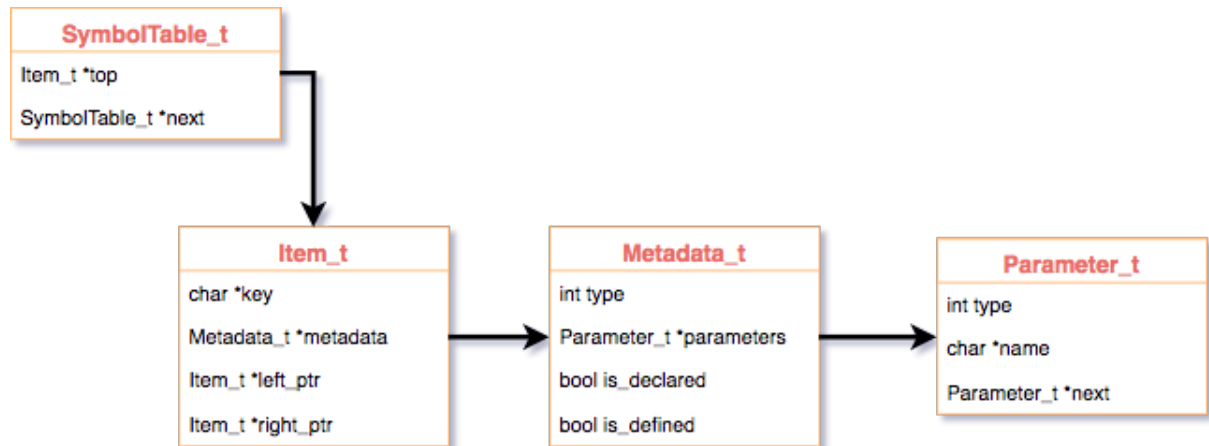 SymbolTable_t
Item_t *top
SymbolTable_t *next
Item_t
char *key
Metadata_t *metadata
Item_t *left_ptr
Item_t *right_ptr
Metadata_t
int type
Parameter_t *parameters
bool is_declared
bool is_defined
Parameter_t
int type
char *name
Parameter_t *next